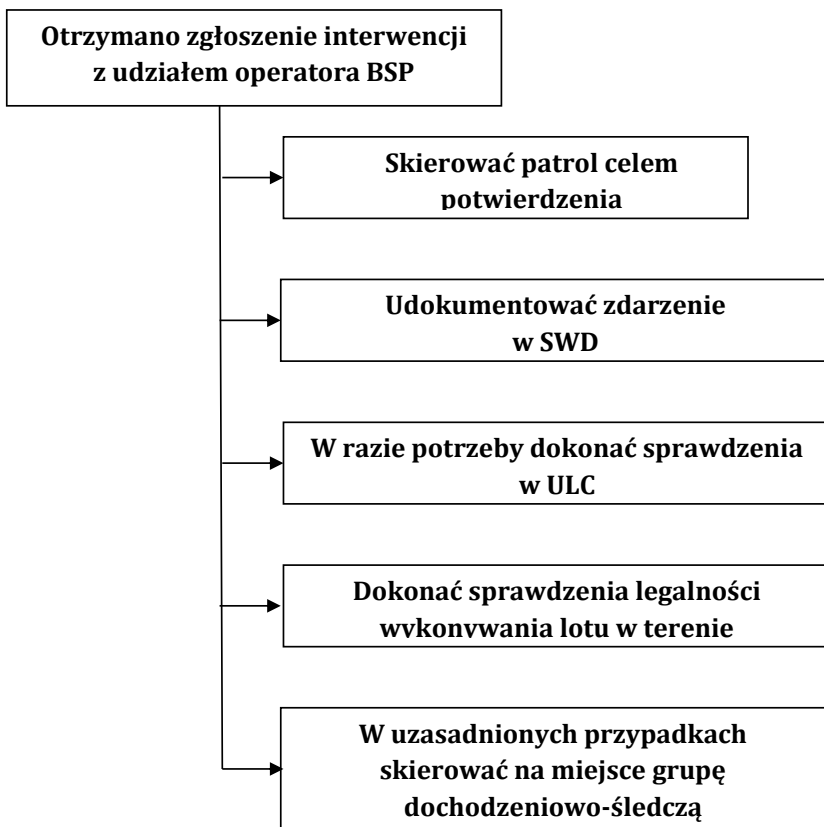 Otrzymano zgłoszenie interwencji
z udziałem operatora BSP
Skierować patrol celem
potwierdzenia
Udokumentować zdarzenie
w SWD
W razie potrzeby dokonać sprawdzenia
w ULC
Dokonać sprawdzenia legalności
wykonywania lotu w terenie
W uzasadnionych przypadkach
skierować na miejsce grupę
dochodzeniowo-śledczą